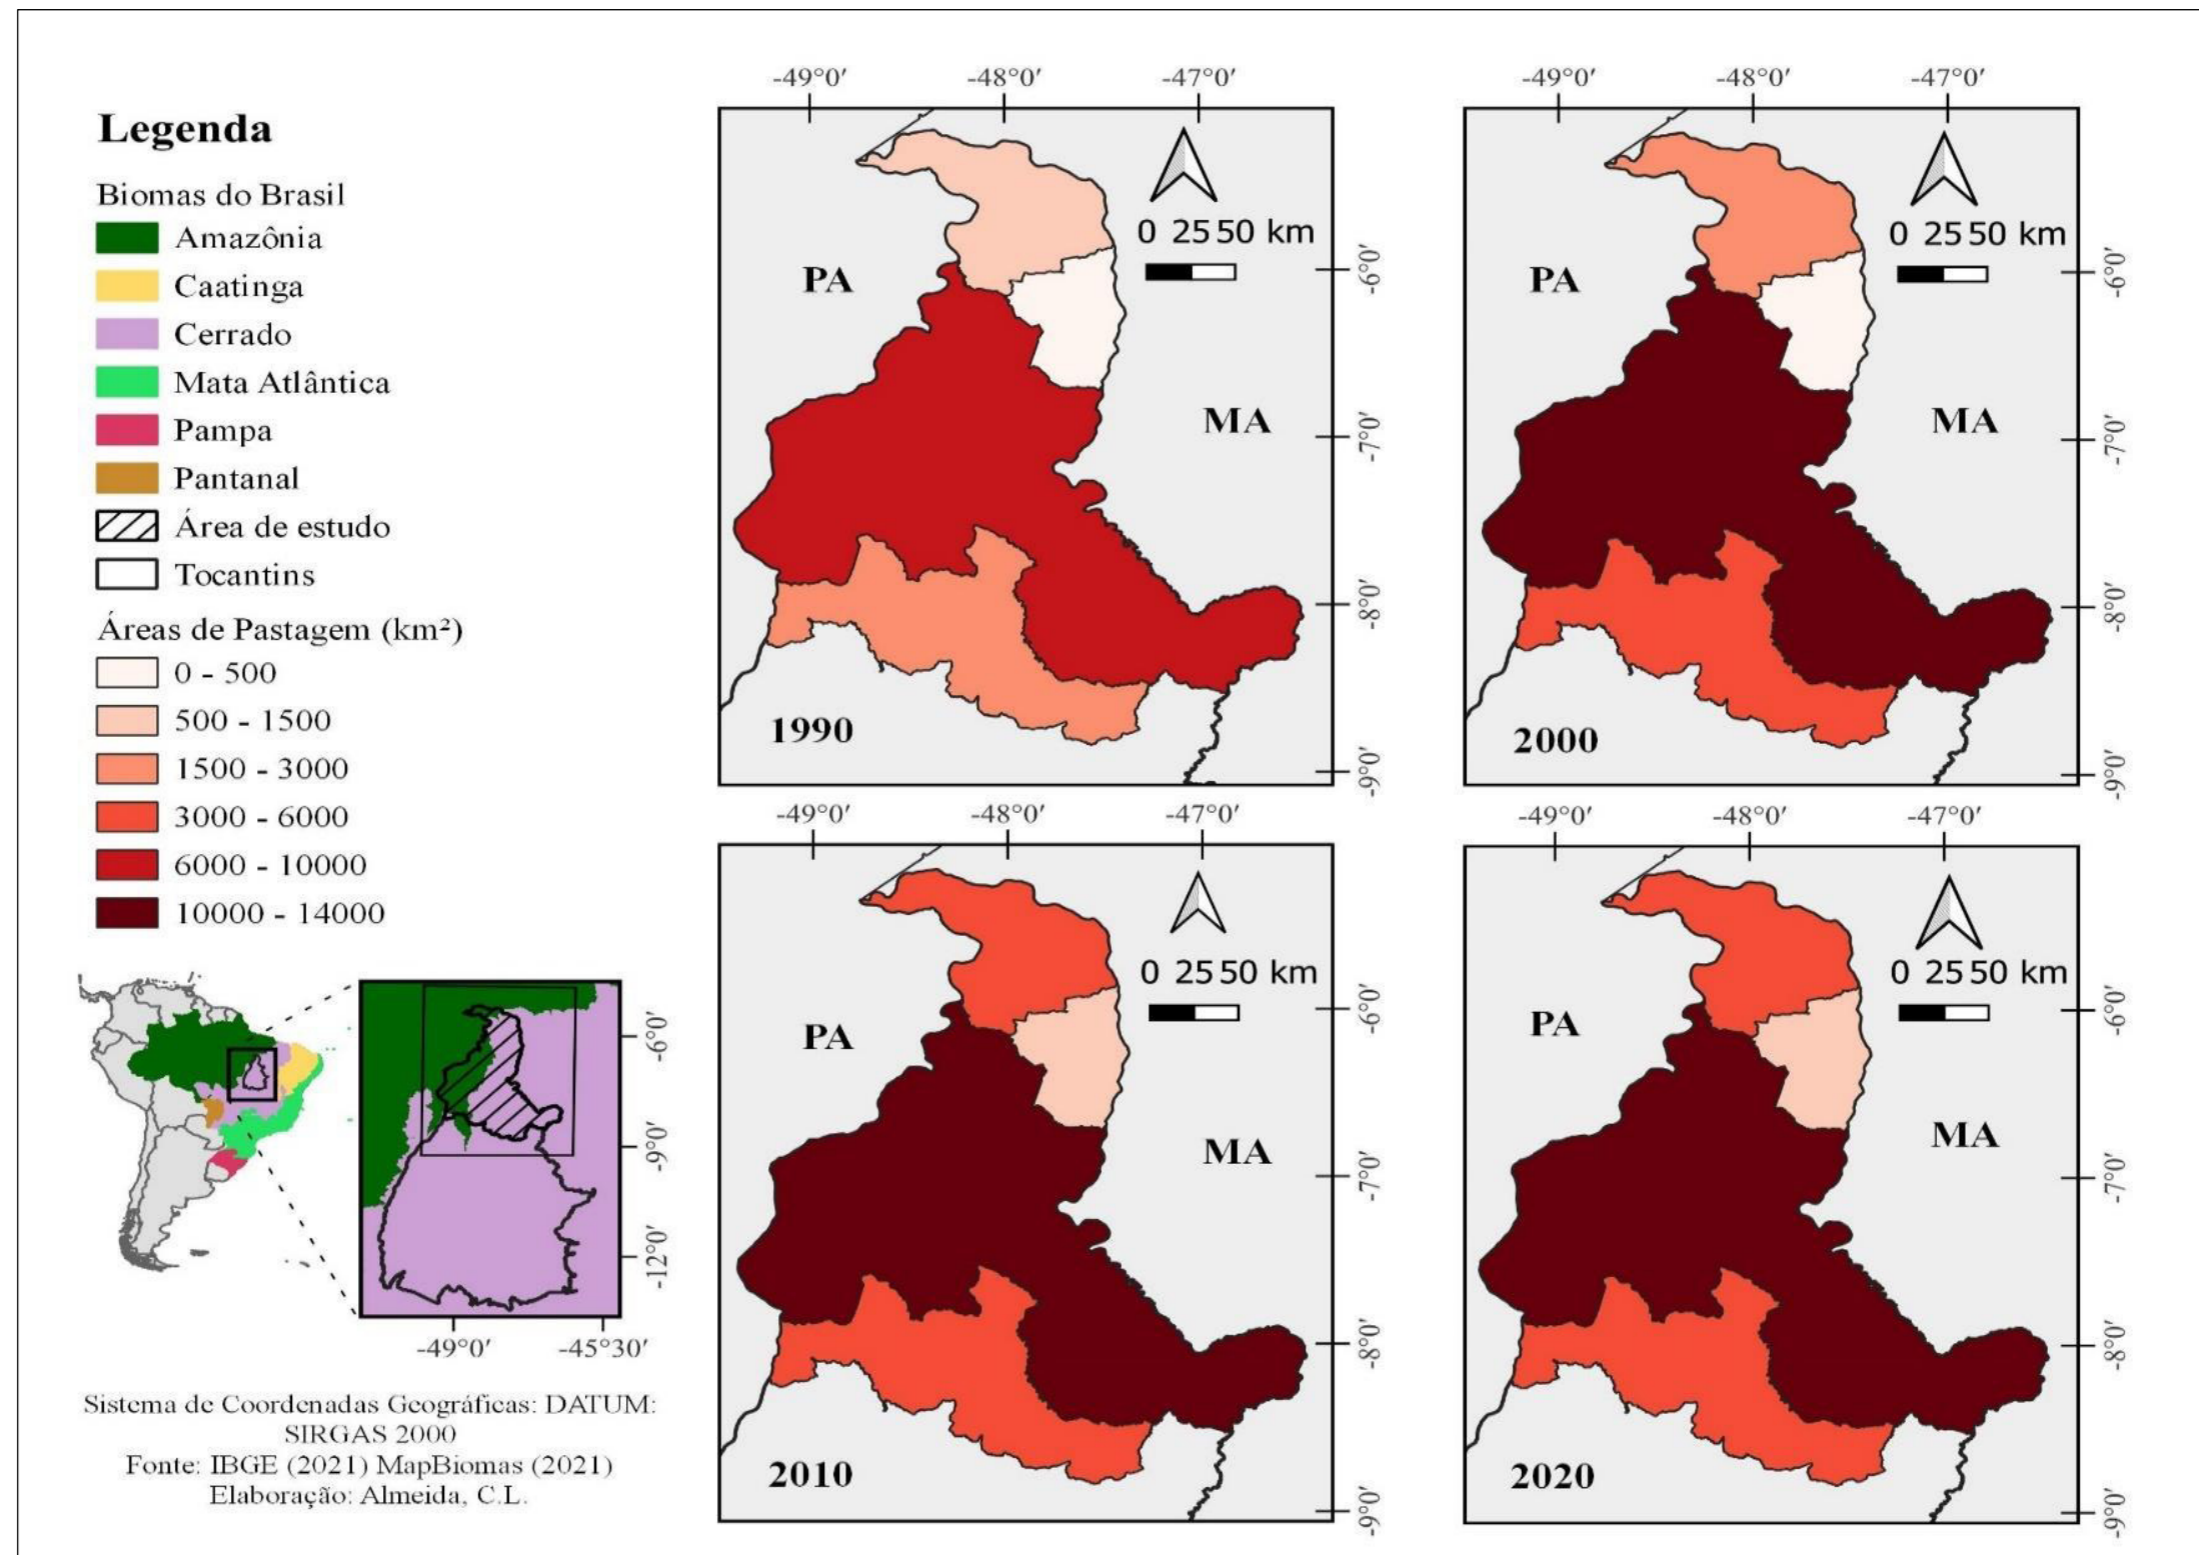 Legenda
Biomas do Brasil
Amazônia
Caatinga
Cerrado
Mata Atlântica
Pampa
Pantanal
Área de estudo
Tocantins
Áreas de Pastagem (km²)
0 - 500
500 - 1500
1500 - 3000
3000 - 6000
6000 - 10000
10000 - 14000
-6°0'
-9°0'
-12°0'
-49°0'
-45°30'
Sistema de Coordenadas Geográficas: DATUM:
SIRGAS 2000
Fonte: IBGE (2021) MapBiomas (2021)
Elaboração: Almeida, C.L.
-49°0'
-48°0'
-47°0'
0 25 50 km
PA
MA
1990
-6°0'
-7°0'
-8°0'
-9°0'
-49°0'
-48°0'
-47°0'
0 25 50 km
PA
MA
2000
-6°0'
-7°0'
-8°0'
-9°0'
-49°0'
-48°0'
-47°0'
0 25 50 km
PA
MA
2010
-6°0'
-7°0'
-8°0'
-9°0'
-49°0'
-48°0'
-47°0'
0 25 50 km
PA
MA
2020
-6°0'
-7°0'
-8°0'
-9°0'